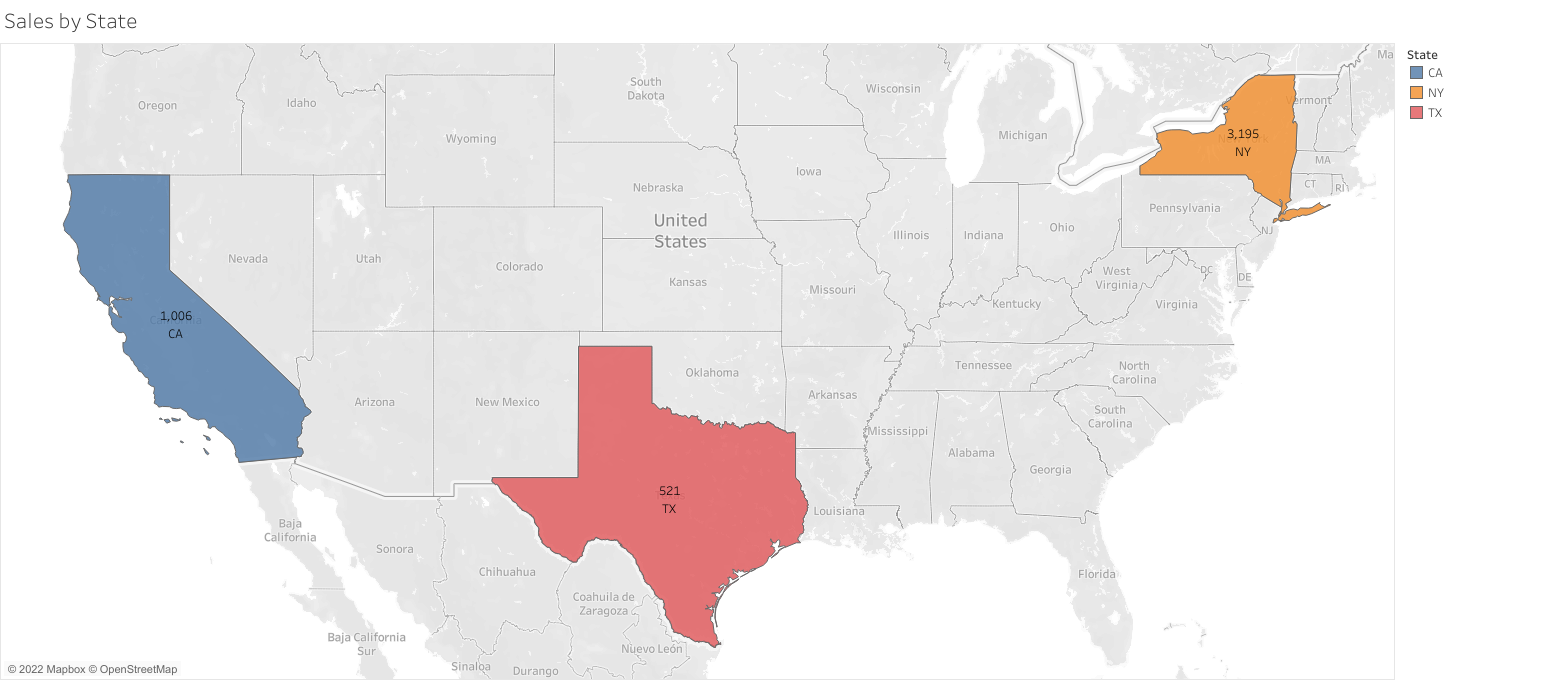 Sales by State
State
CA
NY
TX
Oregon
Idaho
Wyoming
South
Dakota
Wisconsin
Michigan
Vermont
Ma
3,195
NY
MA
CT
RI
Iowa
Nebraska
United
States
Pennsylvania
NJ
Illinois
Indiana
Ohio
Nevada
Utah
Colorado
Kansas
Missouri
West
Virginia
DC
DE
Kentucky
Virginia
1,006
California
CA
Arizona
New Mexico
Oklahoma
Arkansas
Tennessee
North
Carolina
South
Carolina
Mississippi
Alabama
Georgia
521
TX
Louisiana
Baja
California
Sonora
Chihuahua
Coahuila de
Zaragoza
Florida
Baja California
Sur
Sinaloa
Durango
Nuevo León
© 2022 Mapbox © OpenStreetMap